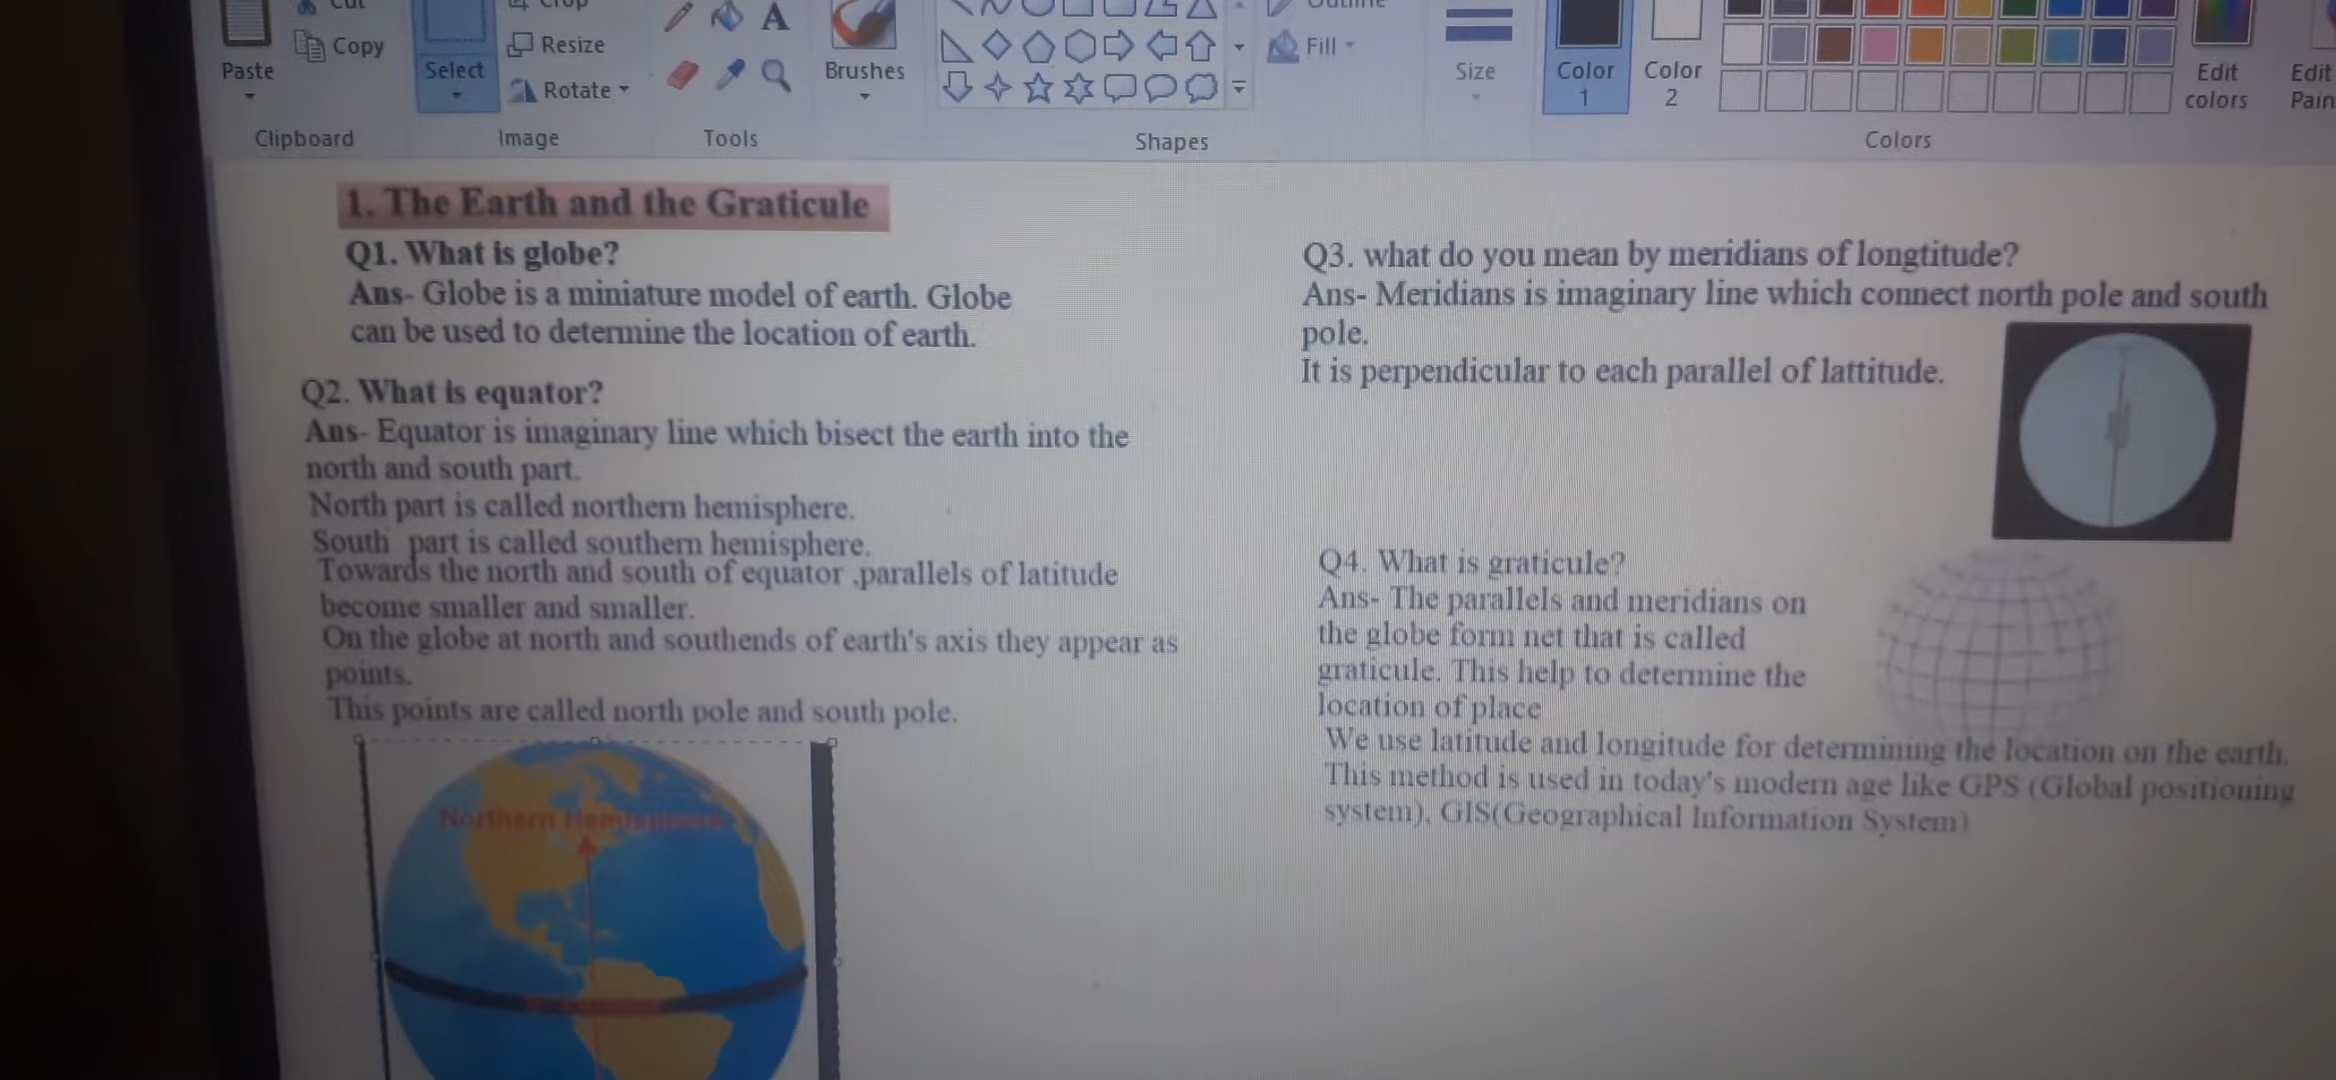 Cut
Crop
Outline
Copy
Resize
Fill
Paste
Select
Rotate
Brushes
Size
Color
1
Color
2
Edit
colors
Edit
Pain
Clipboard
Image
Tools
Shapes
Colors
1. The Earth and the Graticule
Q1. What is globe?
Ans- Globe is a miniature model of earth. Globe
can be used to determine the location of earth.
Q2. What is equator?
Ans- Equator is imaginary line which bisect the earth into the
north and south part.
North part is called northern hemisphere.
South part is called southern hemisphere.
Towards the north and south of equator ,parallels of latitude
become smaller and smaller.
On the globe at north and southends of earth's axis they appear as
points.
This points are called north pole and south pole.
Northern Hemisphere
Q3. what do you mean by meridians of longtitude?
Ans- Meridians is imaginary line which connect north pole and south
pole.
It is perpendicular to each parallel of lattitude.
Q4. What is graticule?
Ans- The parallels and meridians on
the globe form net that is called
graticule. This help to determine the
location of place
We use latitude and longitude for determining the location on the earth.
This method is used in today's modern age like GPS (Global positioning
system), GIS(Geographical Information System)